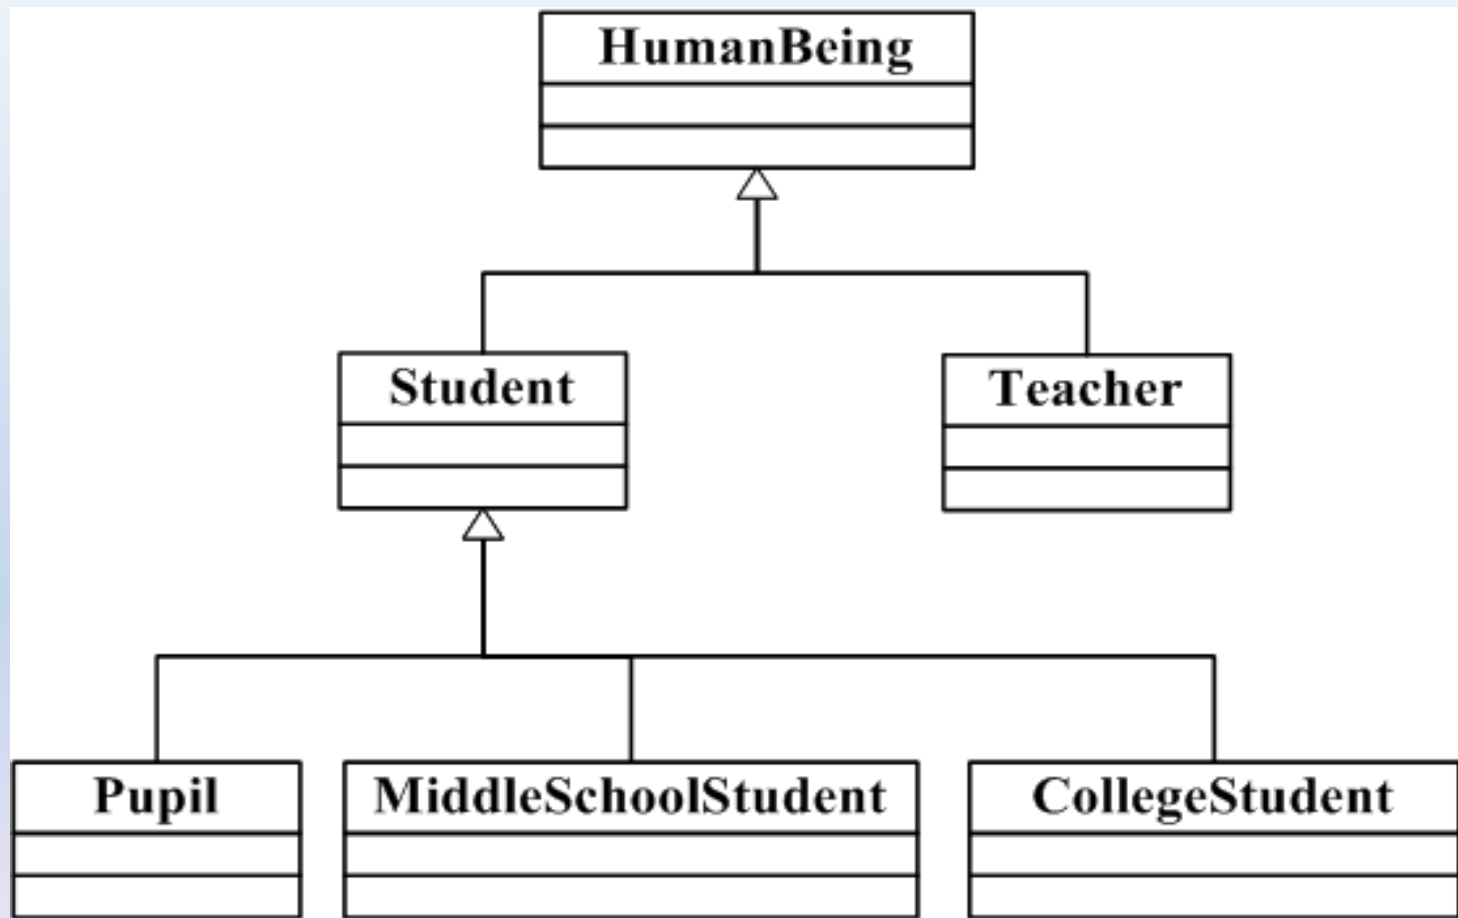 HumanBeing
Student
Teacher
Pupil
MiddleSchoolStudent
CollegeStudent